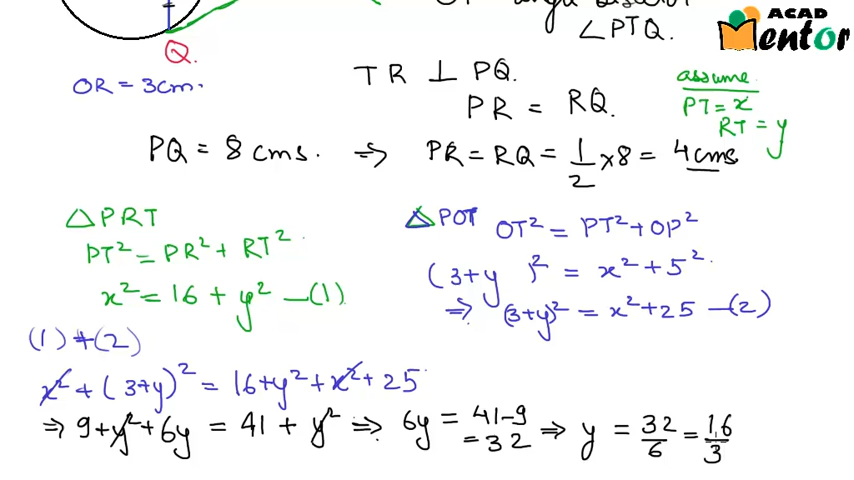 ∠PTQ.
ACAD
Mentor
Q.
OR = 3cm.
TR ⊥ PQ.
PR = RQ.
assume
PT = x
RT = y
PQ = 8 cms. ⇒ PR = RQ = 1/2 × 8 = 4cms
△PRT
PT² = PR² + RT²
x² = 16 + y² —(1)
△POT OT² = PT² + OP²
(3+y)² = x² + 5².
⇒ (3+y)² = x² + 25 —(2)
(1) + (2)
x² + (3+y)² = 16 + y² + x² + 25
⇒ 9 + y² + 6y = 41 + y² ⇒ 6y = 41-9 = 32 ⇒ y = 32/6 = 16/3